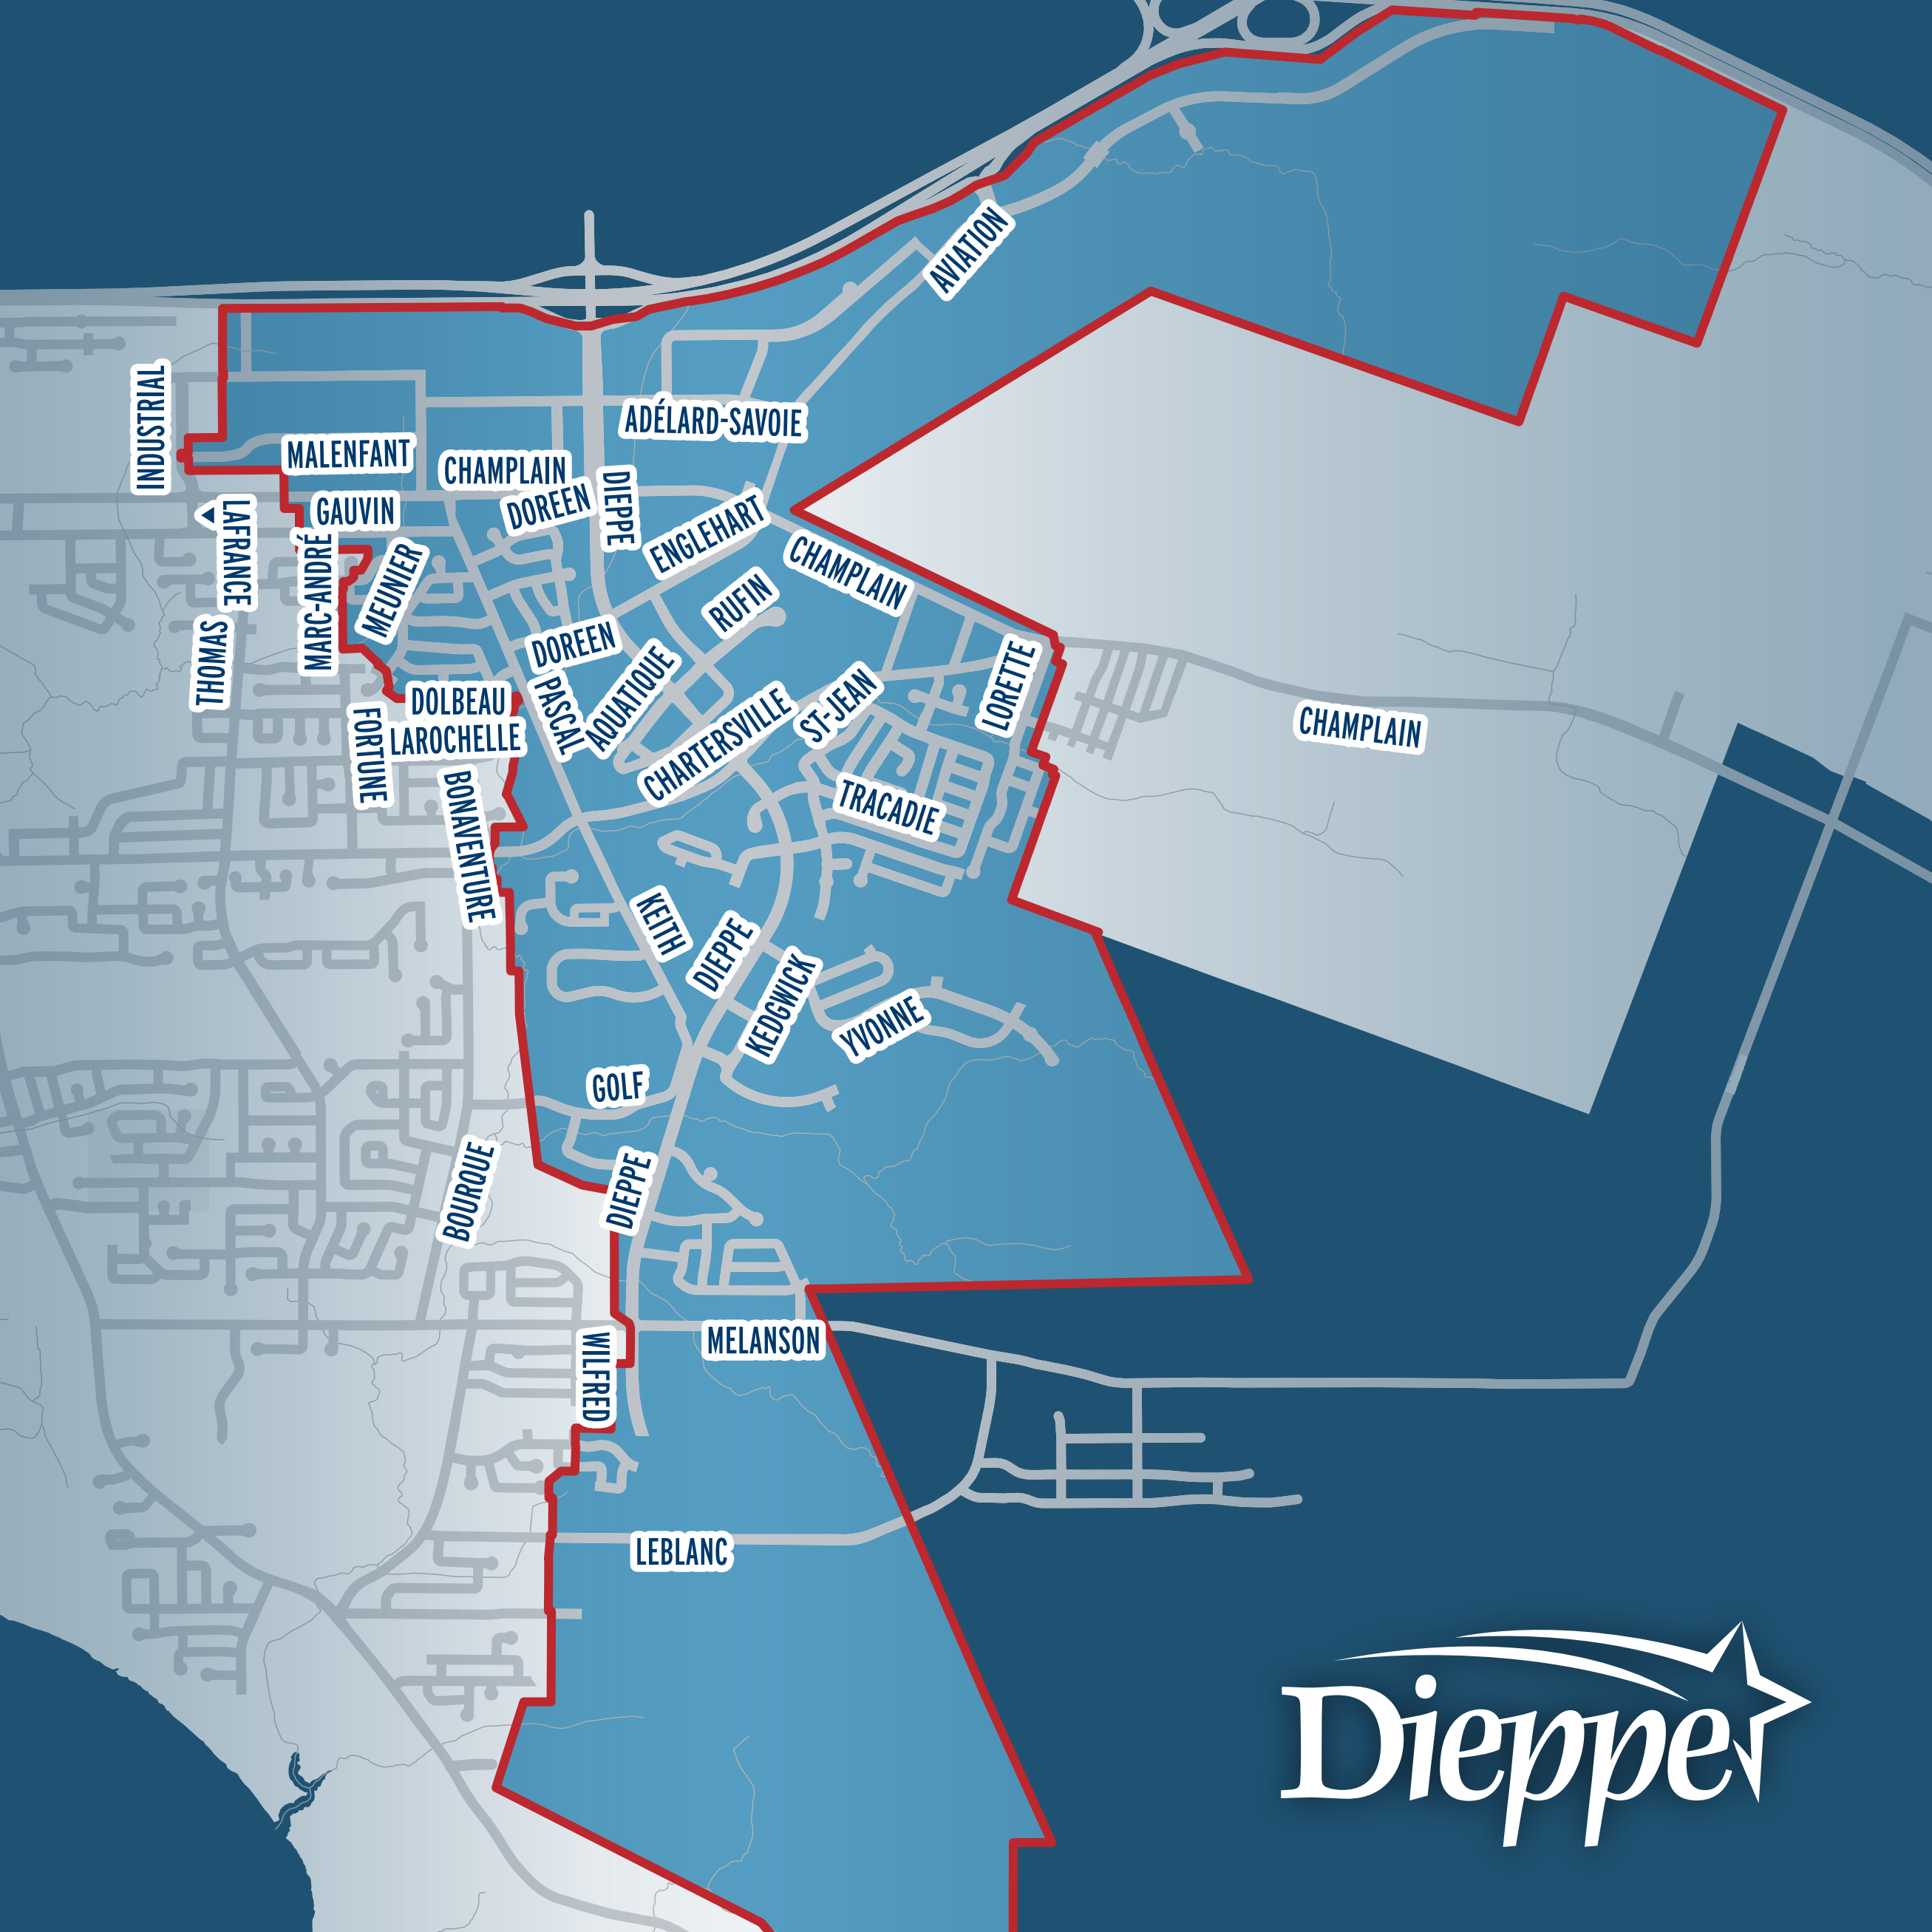 AVIATION
INDUSTRIAL
ADÉLARD-SAVOIE
MALENFANT
CHAMPLAIN
DOREEN
DIEPPE
GAUVIN
LAFRANCE
ENGLEHART
MARC-ANDRÉ
MEUNIER
CHAMPLAIN
RUFIN
THOMAS
DOREEN
AQUATIQUE
LORETTE
DOLBEAU
PASCAL
ST-JEAN
CHARTERSVILLE
CHAMPLAIN
LAROCHELLE
FORTUNE
TRACADIE
BONAVENTURE
KEITH
DIEPPE
KEDGWICK
YVONNE
GOLF
BOURQUE
DIEPPE
MELANSON
WILFRED
LEBLANC
Dieppe